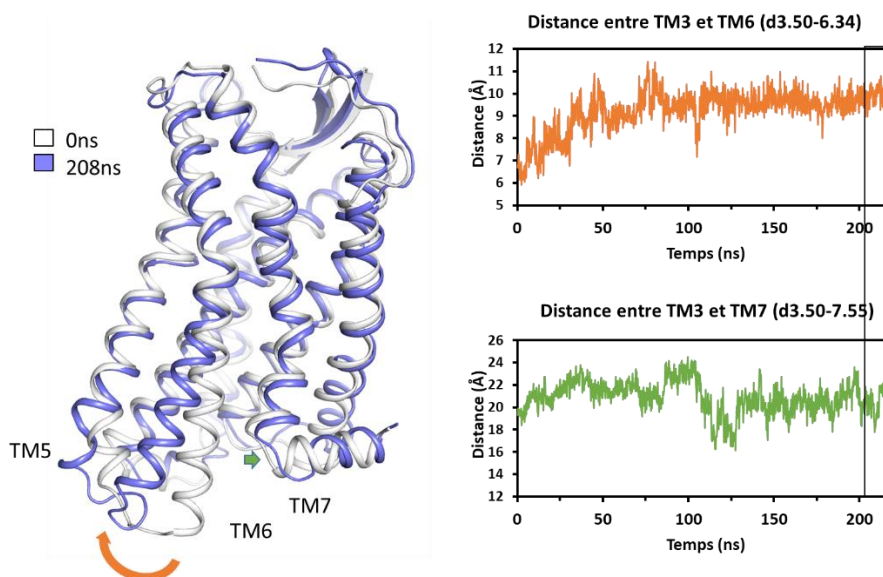 0ns
208ns
TM5
TM6
TM7
Distance entre TM3 et TM6 (d3.50-6.34)
Distance (Å)
12
11
10
9
8
7
6
5
0
50
100
150
200
Temps (ns)
Distance entre TM3 et TM7 (d3.50-7.55)
Distance (Å)
26
24
22
20
18
16
14
12
0
50
100
150
200
Temps (ns)